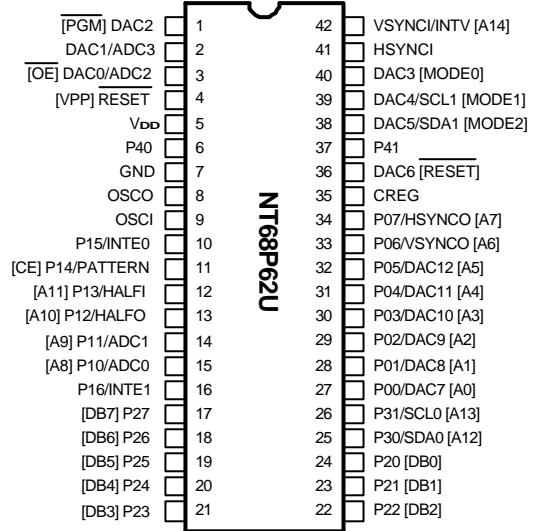 [P̅G̅M̅] DAC2 1 42 VSYNCI/INTV [A14]
DAC1/ADC3 2 41 HSYNCI
[O̅E̅] DAC0/ADC2 3 40 DAC3 [MODE0]
[VPP] R̅E̅S̅E̅T̅ 4 39 DAC4/SCL1 [MODE1]
VDD 5 38 DAC5/SDA1 [MODE2]
P40 6 37 P41
GND 7 36 DAC6 [R̅E̅S̅E̅T̅]
OSCO 8 35 CREG
OSCI 9 34 P07/HSYNCO [A7]
P15/INTE0 10 33 P06/VSYNCO [A6]
[CE] P14/PATTERN 11 32 P05/DAC12 [A5]
[A11] P13/HALFI 12 31 P04/DAC11 [A4]
[A10] P12/HALFO 13 30 P03/DAC10 [A3]
[A9] P11/ADC1 14 29 P02/DAC9 [A2]
[A8] P10/ADC0 15 28 P01/DAC8 [A1]
P16/INTE1 16 27 P00/DAC7 [A0]
[DB7] P27 17 26 P31/SCL0 [A13]
[DB6] P26 18 25 P30/SDA0 [A12]
[DB5] P25 19 24 P20 [DB0]
[DB4] P24 20 23 P21 [DB1]
[DB3] P23 21 22 P22 [DB2]
NT68P62U